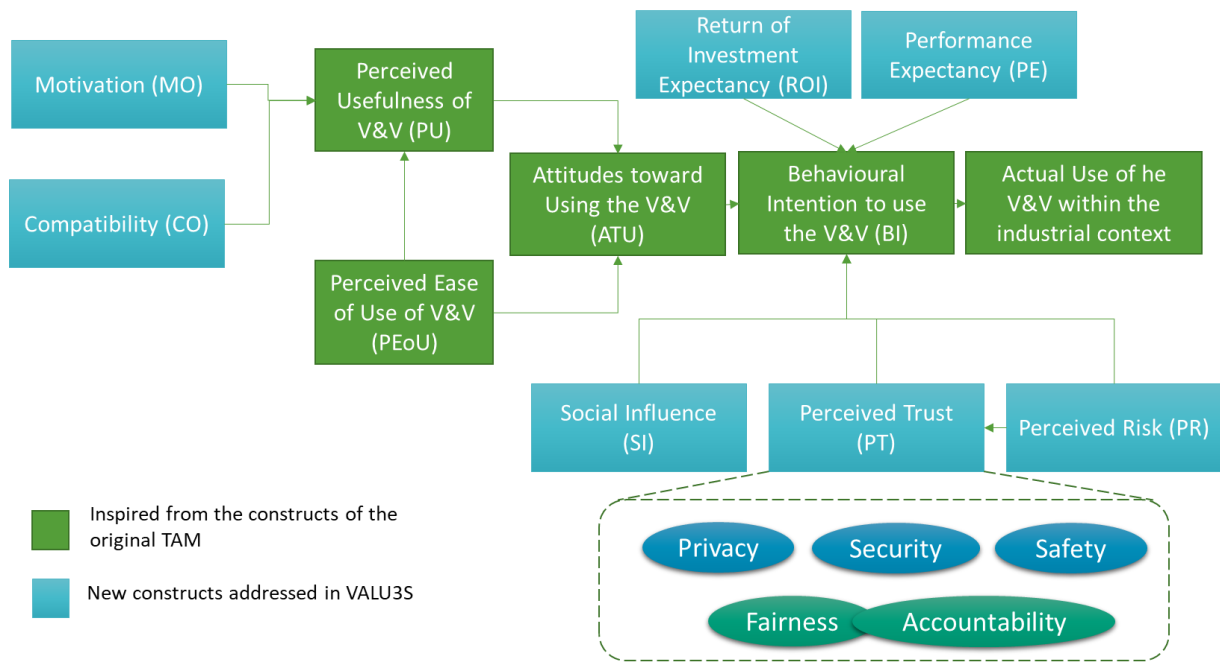 Motivation (MO)
Compatibility (CO)
Perceived
Usefulness of
V&V (PU)
Perceived Ease
of Use of V&V
(PEoU)
Attitudes toward
Using the V&V
(ATU)
Return of
Investment
Expectancy (ROI)
Performance
Expectancy (PE)
Behavioural
Intention to use
the V&V (BI)
Actual Use of he
V&V within the
industrial context
Social Influence
(SI)
Perceived Trust
(PT)
Perceived Risk (PR)
Privacy
Security
Safety
Fairness
Accountability
Inspired from the constructs of the
original TAM
New constructs addressed in VALU3S